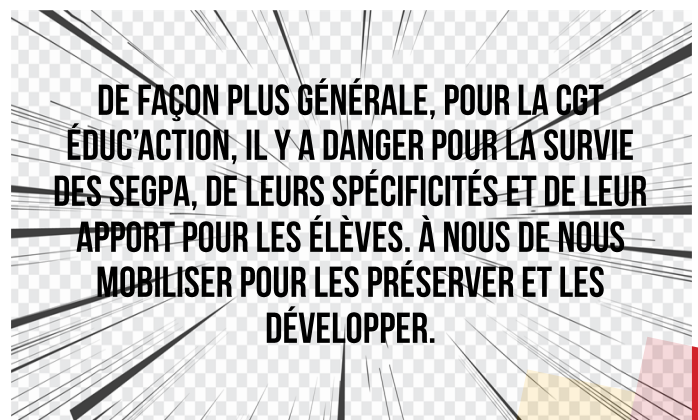 DE FAÇON PLUS GÉNÉRALE, POUR LA CGT
ÉDUC'ACTION, IL Y A DANGER POUR LA SURVIE
DES SEGPA, DE LEURS SPÉCIFICITÉS ET DE LEUR
APPORT POUR LES ÉLÈVES. À NOUS DE NOUS
MOBILISER POUR LES PRÉSERVER ET LES
DÉVELOPPER.